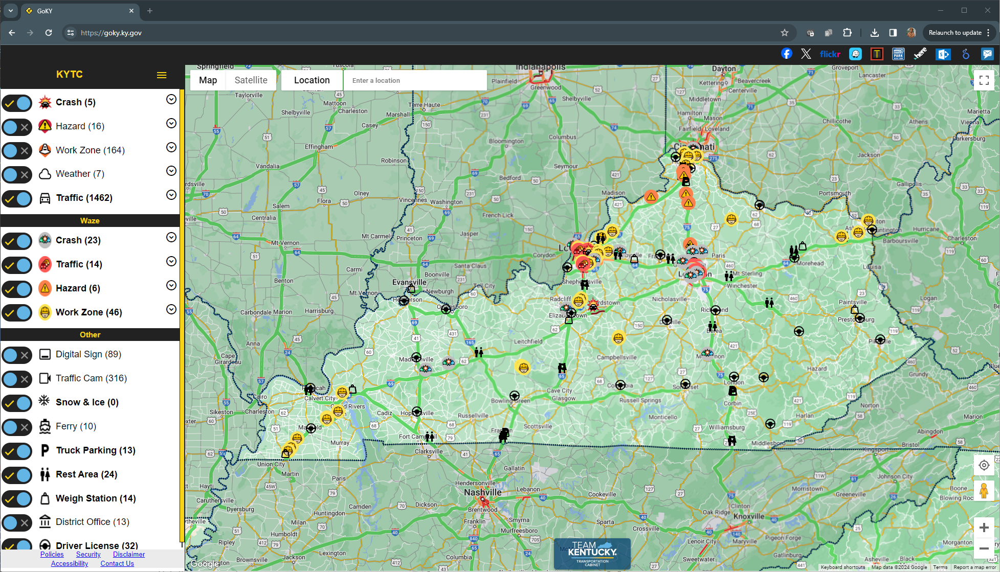 GoKY
https://goky.ky.gov
Relaunch to update
flickr
here
KYTC
Crash (5)
Hazard (16)
Work Zone (164)
Weather (7)
Traffic (1462)
Waze
Crash (23)
Traffic (14)
Hazard (6)
Work Zone (46)
Other
Digital Sign (89)
Traffic Cam (316)
Snow & Ice (0)
Ferry (10)
Truck Parking (13)
Rest Area (24)
Weigh Station (14)
District Office (13)
Driver License (32)
Policies Security Disclaimer
Accessibility Contact Us
Map Satellite Location Enter a location
Springfield
Indianapolis
Dayton
Groveport
Plainfield
Kettering
Beavercreek
Lancaster
Greenwood
Centerville
Taylorville
Mattoon
Shelbyville
Middletown
Charleston
Terre Haute
Shelbyville
Hamilton
Marietta
Marshall
Mason
Chillicothe
Athens
Vienna
Casey
Fairfield
Loveland
Bloomington
Columbus
Parkersburg
Effingham
Cincinnati
Jackson
Robinson
Vandalia
Seymour
Bedford
Gallipolis
Olney
Madison
Portsmouth
Flora
Vincennes
Washington
Salem
French Lick
Centralia
Huntington
Hurricane
Charleston
Mt Vernon
Mt Carmel
Princeton
Jasper
Barboursville
Corydon
Paris
Santa Claus
Morehead
Louisa
Carmi
Boonville
Mt Sterling
Benton
Evansville
Shepherdsville
Winchester
Tell City
Newburgh
Mt Vernon
Henderson
Radcliff
Nicholasville
Logan
Harrisburg
Carbondale Marion
Owensboro
Bardstown
Paintsville
Elizabethtown
Richmond
Prestonsburg
Danville
Berea
Leitchfield
Pikeville
Anna
Cape
Girardeau
Madisonville
Campbellsville
Hazard
Grundy
London
Cairo
Calvert City
Cave City
Columbia
Somerset
Glasgow
Bowling Green
Russell Springs
Corbin
Norton
Sikeston
Charleston
Grand Rivers
Cadiz
Hopkinsville
Russellville
Monticello
Harlan
Marion
Mayfield
Scottsville
Williamsburg
Murray
Fort Campbell
Franklin
Middlesboro
Abingdon
Clarksville
Kingsport
Bristol
Union City
Gallatin
Martin
Paris
Hendersonville
Johnson City
Hayti
Nashville
Lebanon
Cookeville
Morristown
Boone
Caruthersville
Greeneville
Blowing Roc
Dyersburg
Camden
Dickson
Brentwood
Huntingdon
Oak Ridge
Knoxville
Milan
Franklin
Smyrna
Sparta
Murfreesboro
Crossville
Humboldt
Ripley
Lenoir City
Maryville
Pigeon Forge
Morganton
Lexington
Gatlinburg
Covington
Brownsville
Jackson
Columbia
Sweetwater
Asheville
Black
TEAM
KENTUCKY.
TRANSPORTATION
CABINET
Google
Keyboard shortcuts Map data ©2024 Google Terms Report a map error